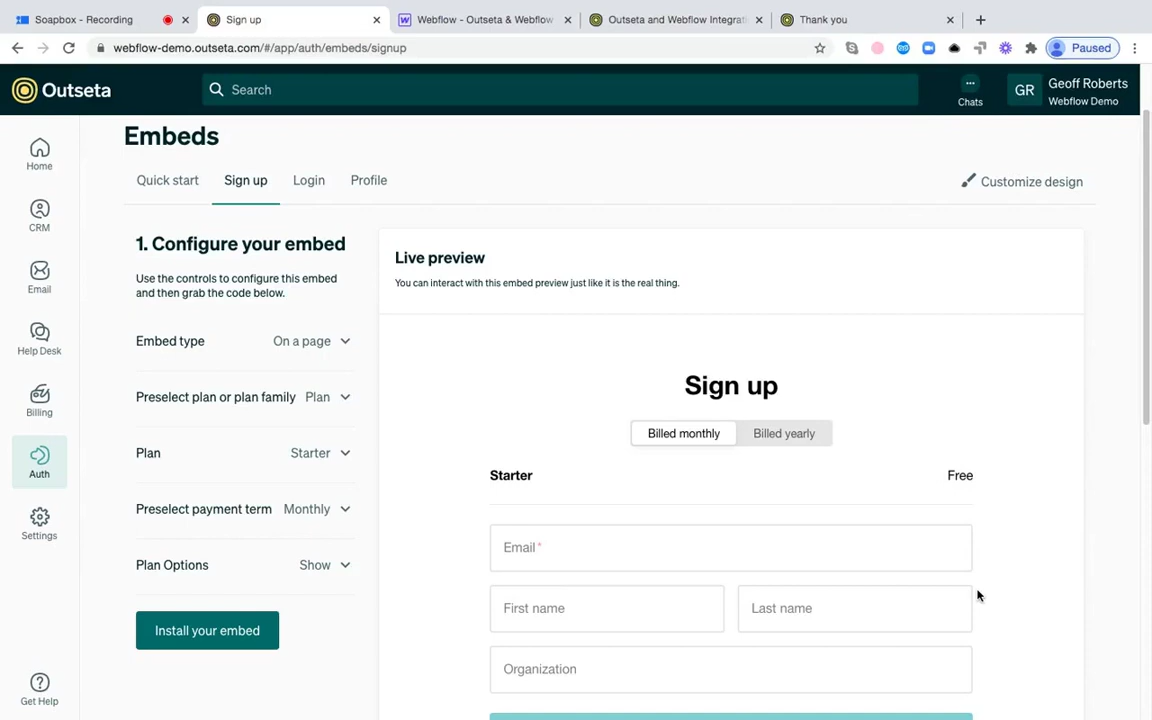 Soapbox - Recording
Sign up
Webflow - Outseta & Webflow
Outseta and Webflow Integrat
Thank you
webflow-demo.outseta.com/#/app/auth/embeds/signup
Paused
Outseta
Search
Chats
GR
Geoff Roberts
Webflow Demo
Home
CRM
Email
Help Desk
Billing
Auth
Settings
Get Help
Embeds
Quick start
Sign up
Login
Profile
Customize design
1. Configure your embed
Use the controls to configure this embed
and then grab the code below.
Embed type On a page
Preselect plan or plan family Plan
Plan Starter
Preselect payment term Monthly
Plan Options Show
Install your embed
Live preview
You can interact with this embed preview just like it is the real thing.
Sign up
Billed monthly
Billed yearly
Starter Free
Email *
First name
Last name
Organization